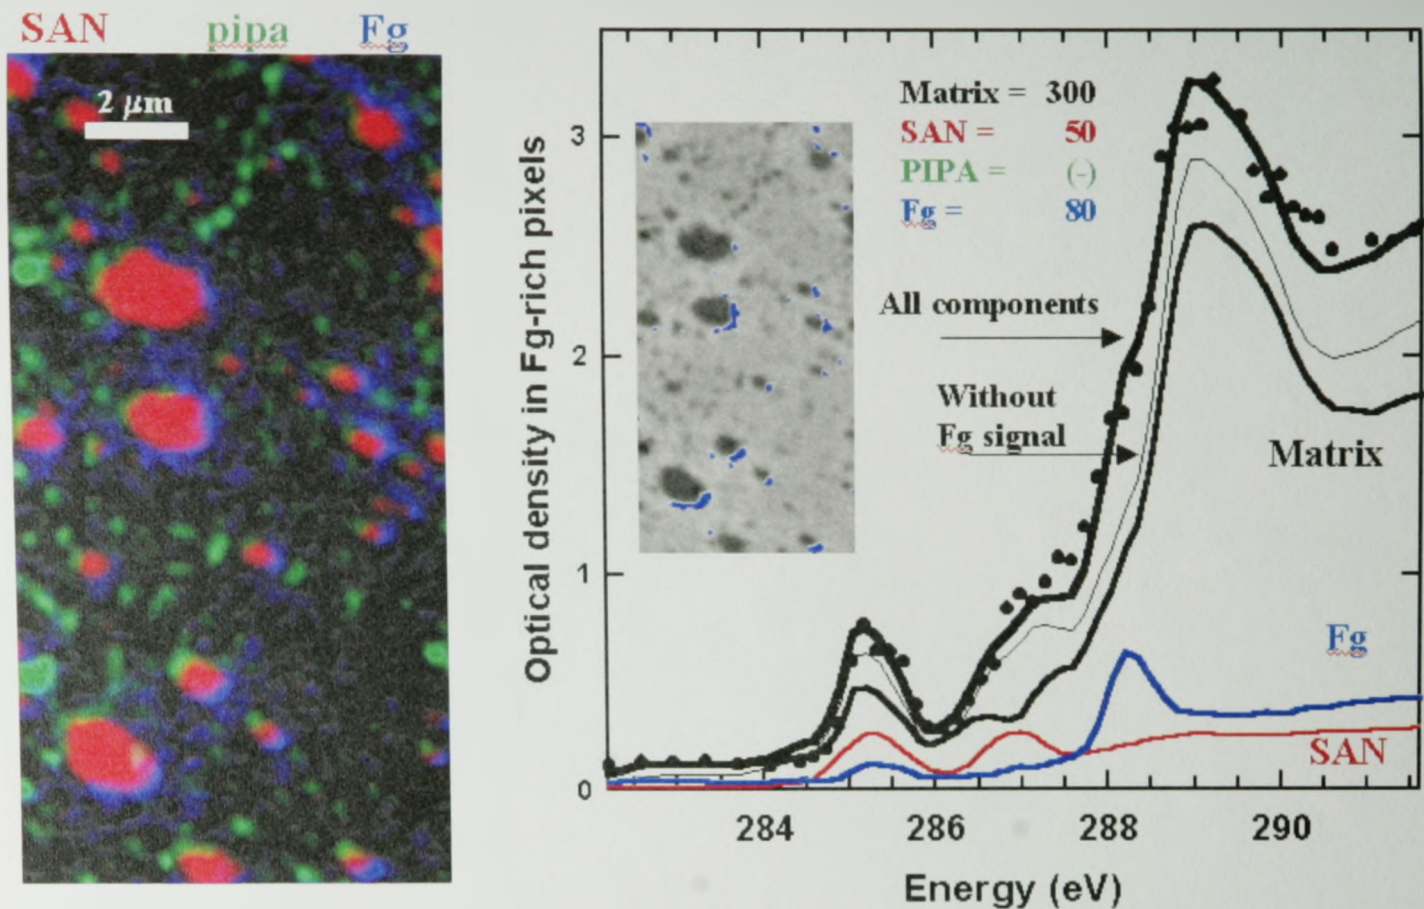 SAN pipa Fg
2 μm
Optical density in Fg-rich pixels
3
2
1
0
Matrix = 300
SAN = 50
PIPA = (-)
Fg = 80
All components
Without
Fg signal
Matrix
Fg
SAN
284 286 288 290
Energy (eV)